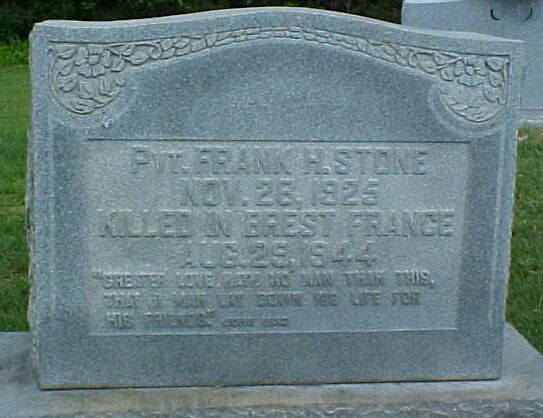 Pvt. FRANK H. STONE
NOV. 28, 1925
KILLED IN BREST FRANCE
AUG. 25, 1944
"GREATER LOVE HATH NO MAN THAN THIS,
THAT A MAN LAY DOWN HIS LIFE FOR
HIS FRIENDS." JOHN